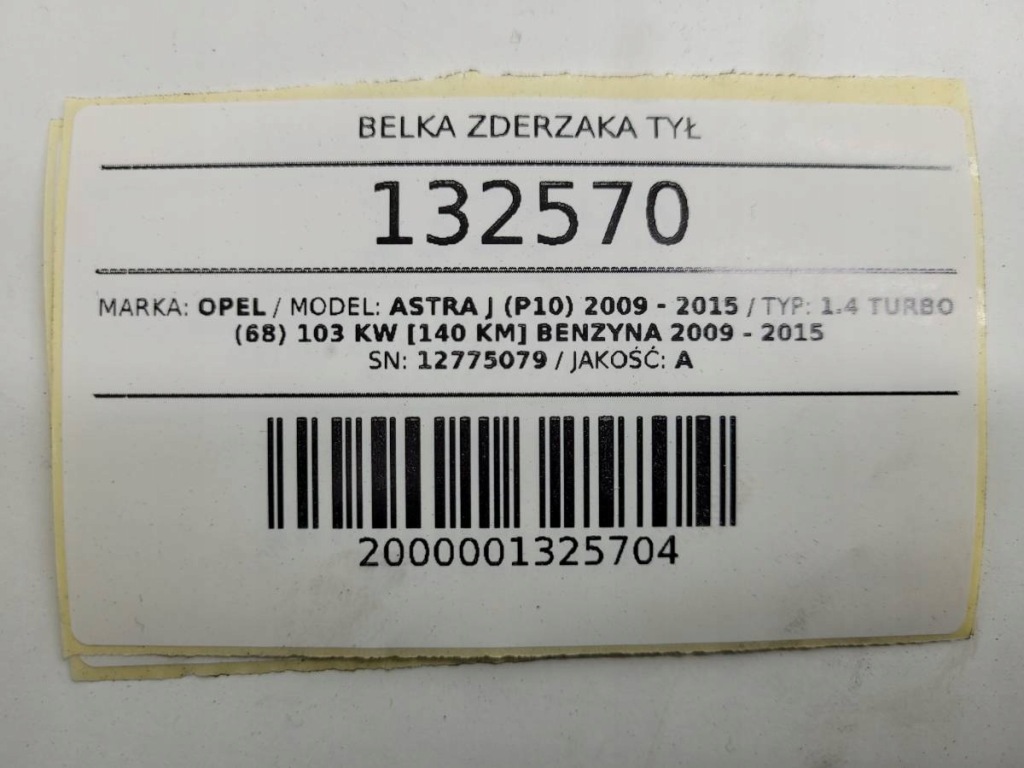 BELKA ZDERZAKA TYŁ
132570
MARKA: OPEL / MODEL: ASTRA J (P10) 2009 - 2015 / TYP: 1.4 TURBO
(68) 103 KW [140 KM] BENZYNA 2009 - 2015
SN: 12775079 / JAKOŚĆ: A
2000001325704